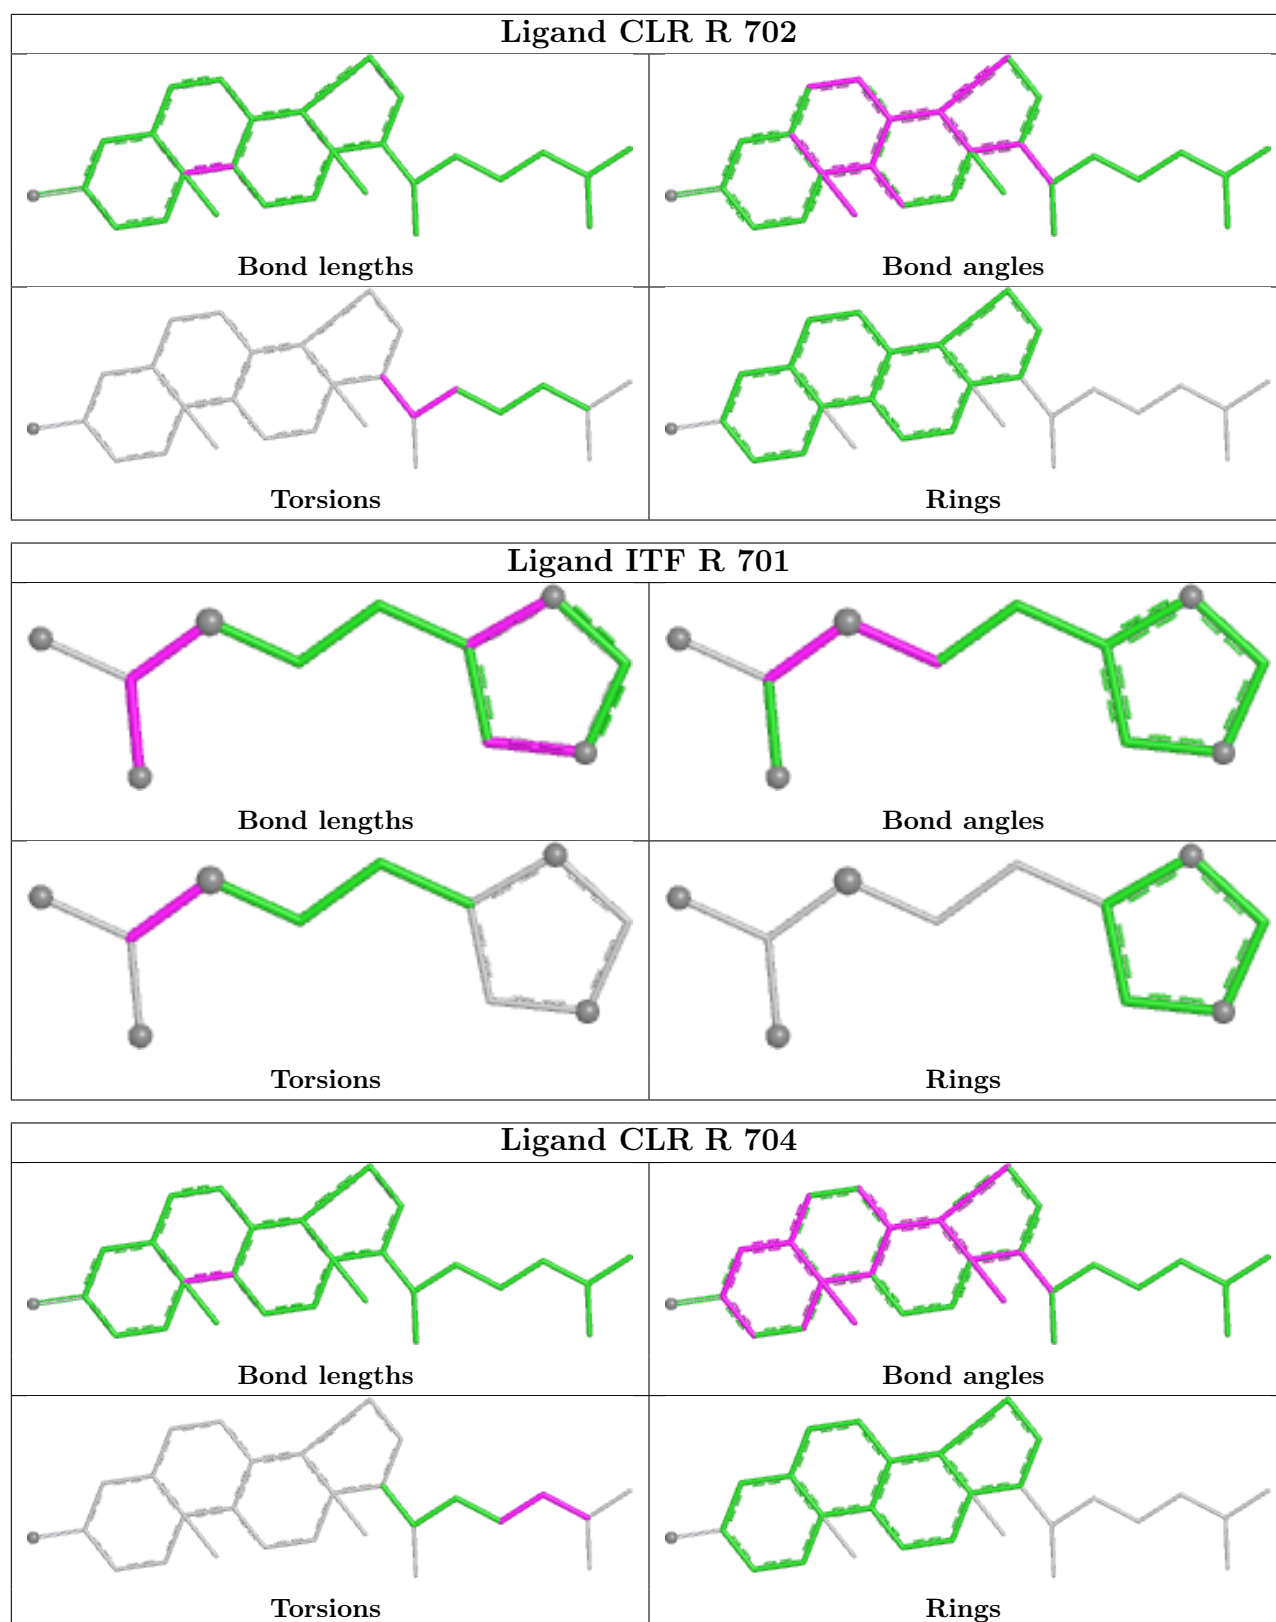 Ligand CLR R 702
Bond lengths
Bond angles
Torsions
Rings
Ligand ITF R 701
Bond lengths
Bond angles
Torsions
Rings
Ligand CLR R 704
Bond lengths
Bond angles
Torsions
Rings